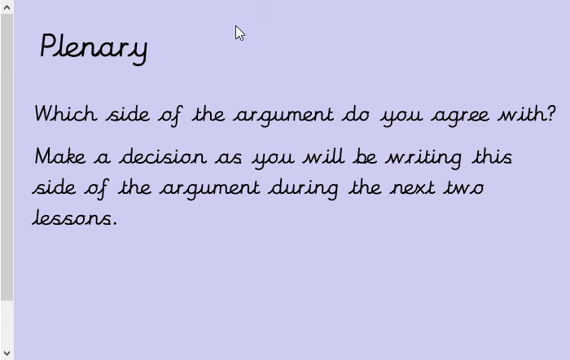 Plenary
Which side of the argument do you agree with?
Make a decision as you will be writing this
side of the argument during the next two
lessons.